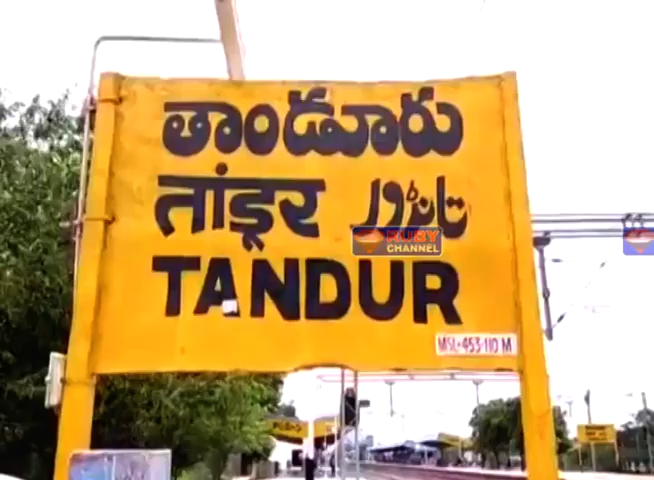 తాండూరు
तांडूर تانڈور
TANDUR
RUBY
CHANNEL
MSL-453·110 M